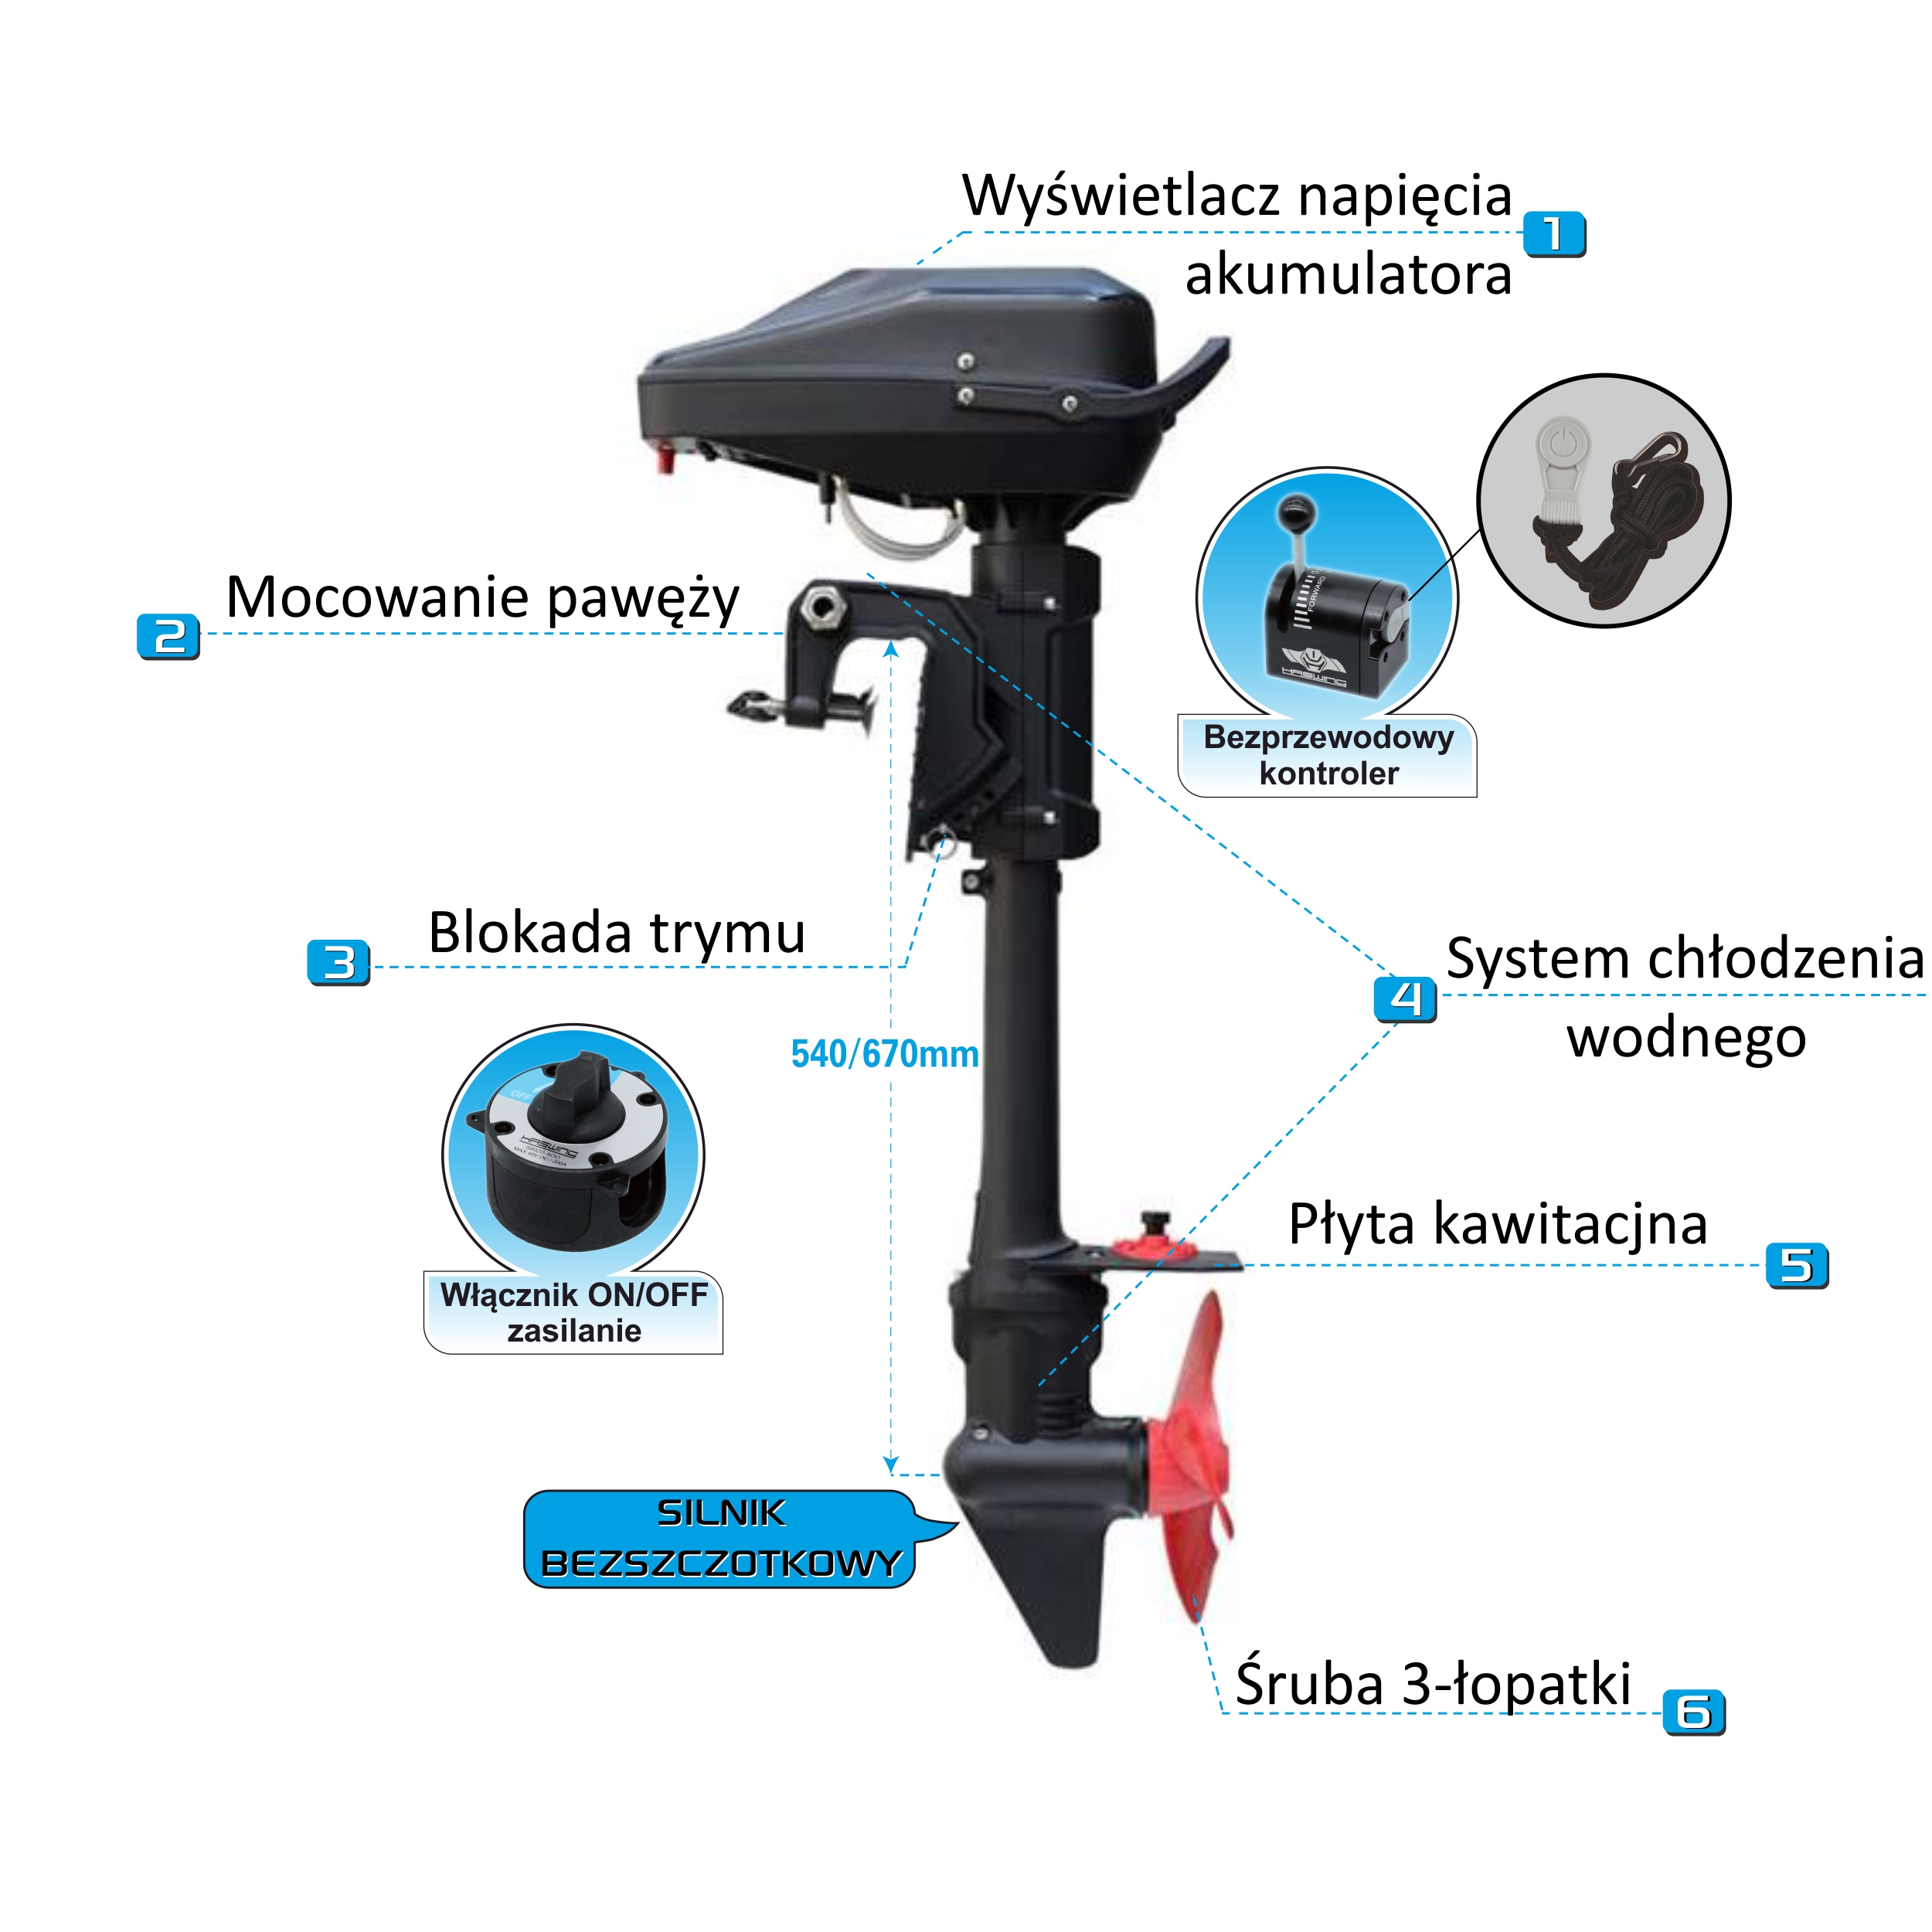 Wyświetlacz napięcia
1
akumulatora
FORWARD
HASWING
Bezprzewodowy
kontroler
Mocowanie pawęży
2
Blokada trymu
3
System chłodzenia
4
wodnego
540/670mm
OFF
HASWING
Włącznik ON/OFF
zasilanie
Płyta kawitacjna
5
SILNIK
BEZSZCZOTKOWY
Śruba 3-łopatki
6